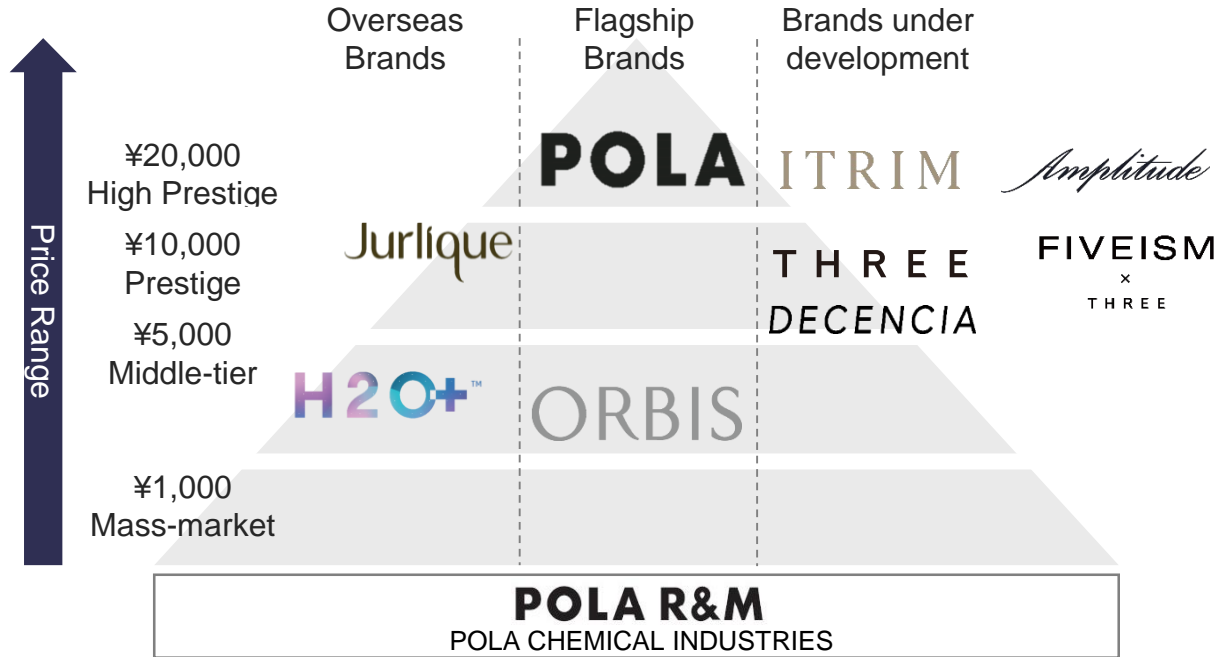 Overseas
Brands
Flagship
Brands
Brands under
development
Price Range
¥20,000
High Prestige
POLA
ITRIM
Amplitude
¥10,000
Prestige
Jurlique
THREE
FIVEISM
×
THREE
DECENCIA
¥5,000
Middle-tier
H2O+™
ORBIS
¥1,000
Mass-market
POLA R&M
POLA CHEMICAL INDUSTRIES